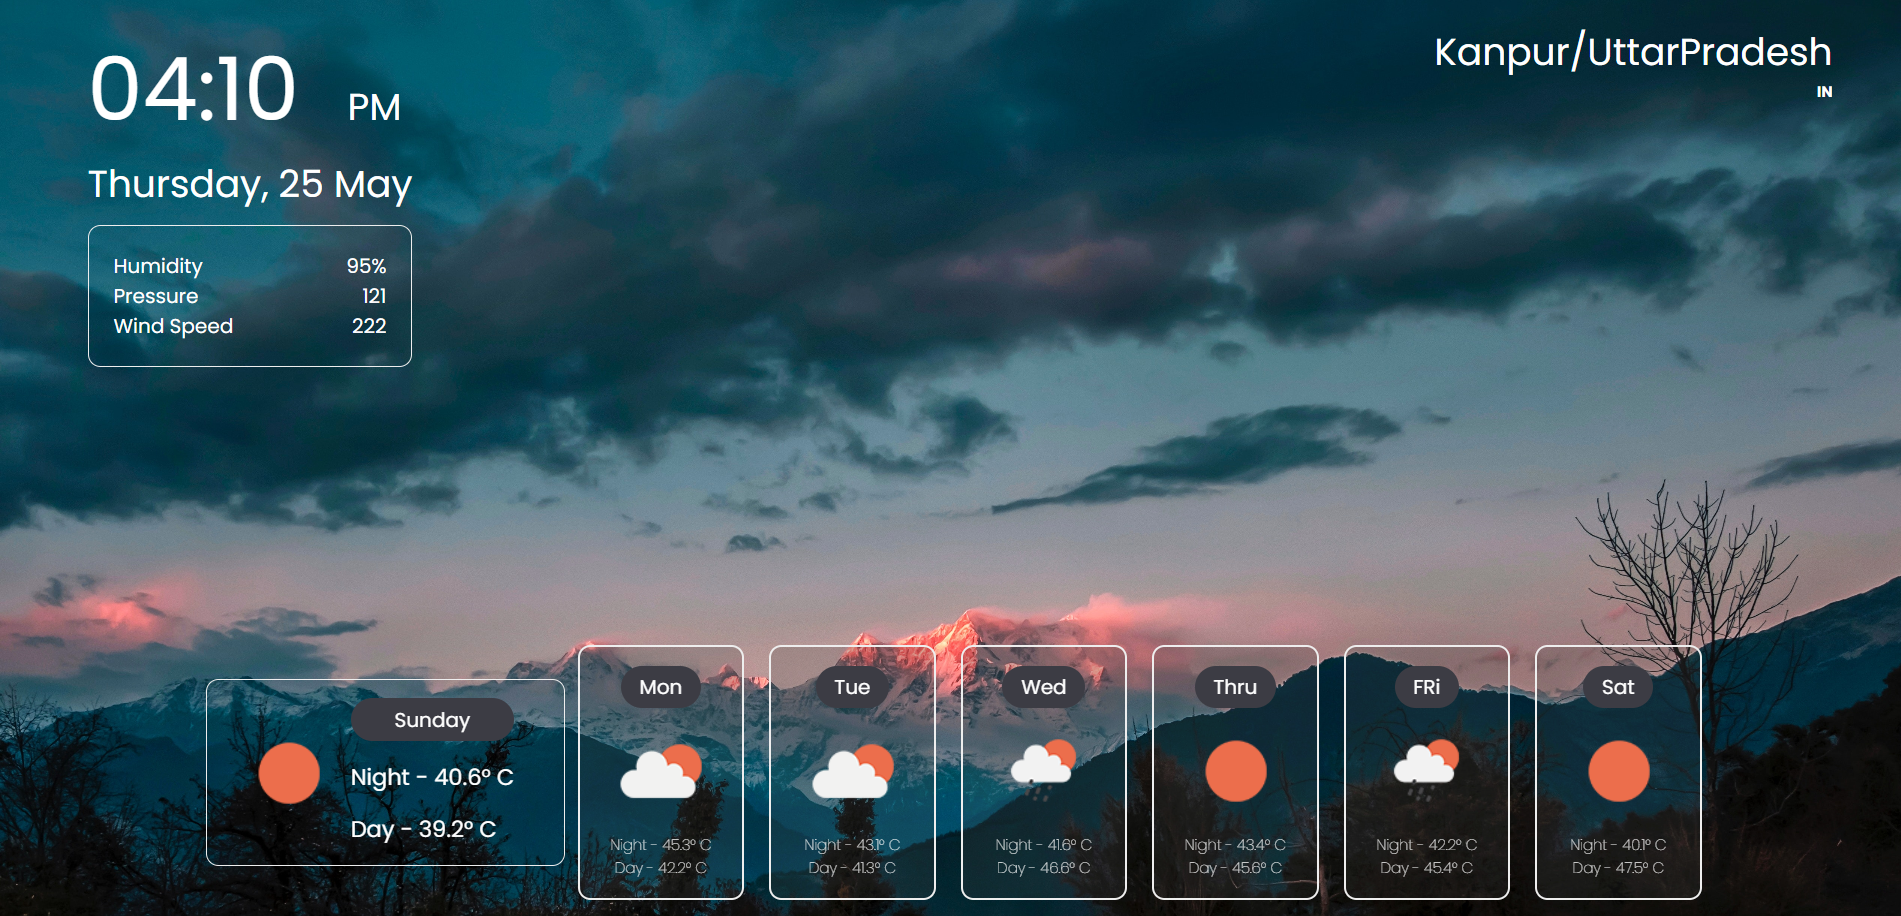 04:10 PM
Thursday, 25 May
Humidity 95%
Pressure 121
Wind Speed 222
Kanpur/UttarPradesh
IN
Sunday
Night - 40.6° C
Day - 39.2° C
Mon
Night - 45.3° C
Day - 42.2° C
Tue
Night - 43.1° C
Day - 41.3° C
Wed
Night - 41.6° C
Day - 46.6° C
Thru
Night - 43.4° C
Day - 45.6° C
FRi
Night - 42.2° C
Day - 45.4° C
Sat
Night - 40.1° C
Day - 47.5° C